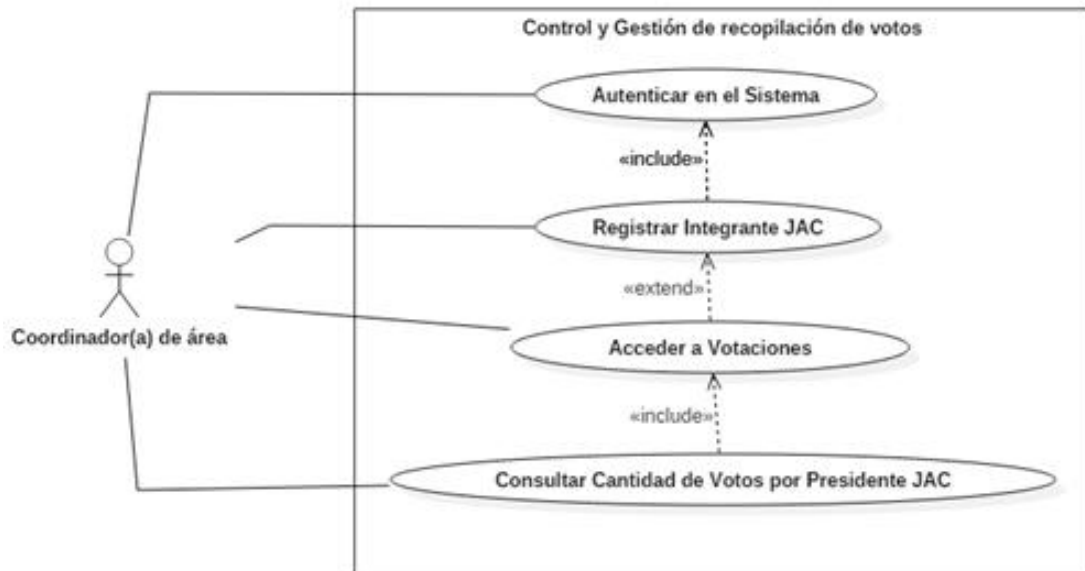 Control y Gestión de recopilación de votos
Autenticar en el Sistema
«include»
Registrar Integrante JAC
«extend»
Coordinador(a) de área
Acceder a Votaciones
«include»
Consultar Cantidad de Votos por Presidente JAC